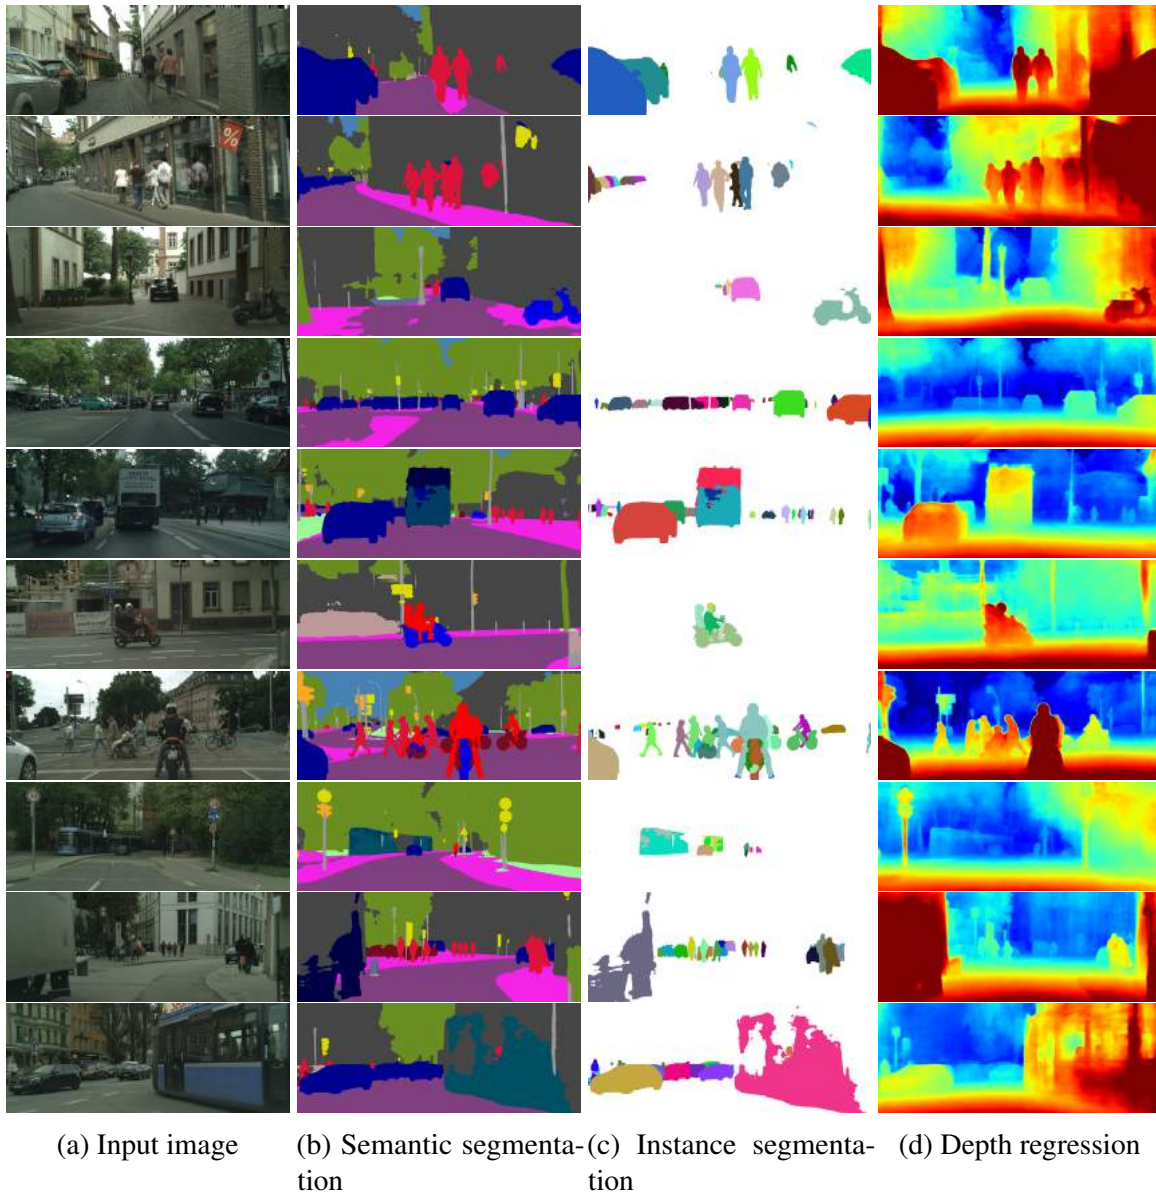 %
(a) Input image
(b) Semantic segmenta-
tion
(c) Instance segmenta-
tion
(d) Depth regression